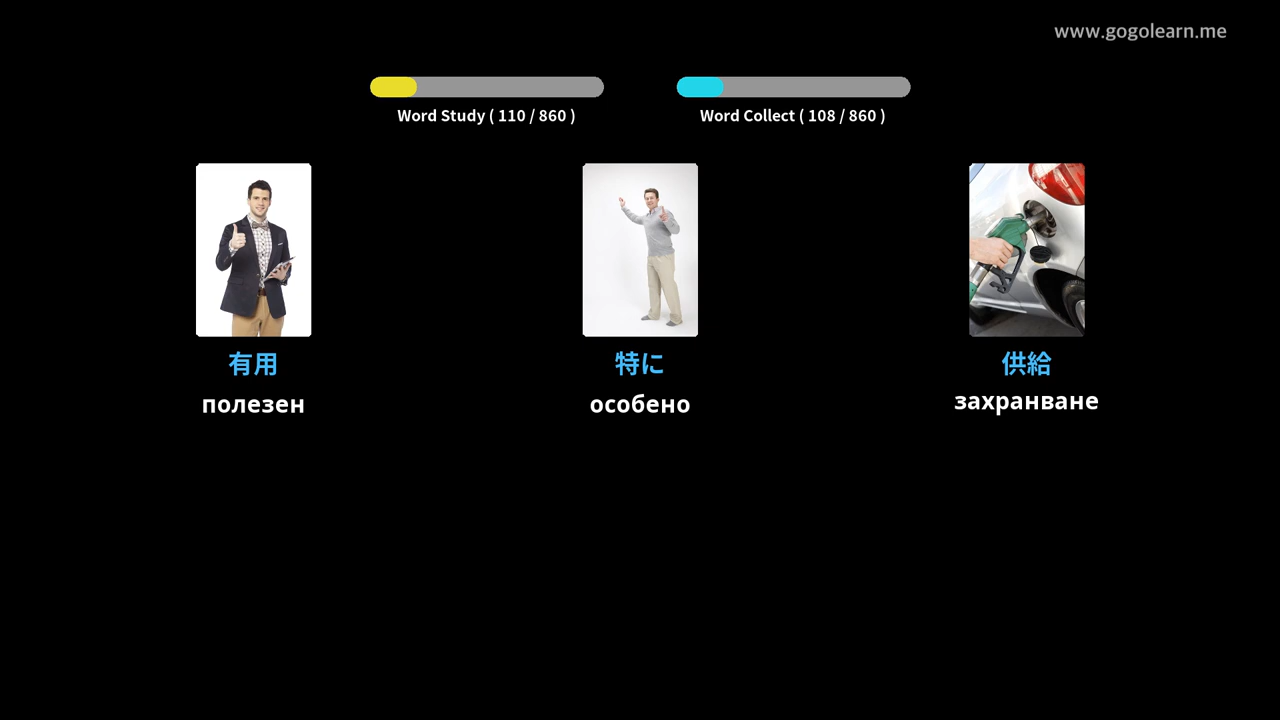 www.gogolearn.me
Word Study ( 110 / 860 )
Word Collect ( 108 / 860 )
有用
特に
供給
полезен
особено
захранване